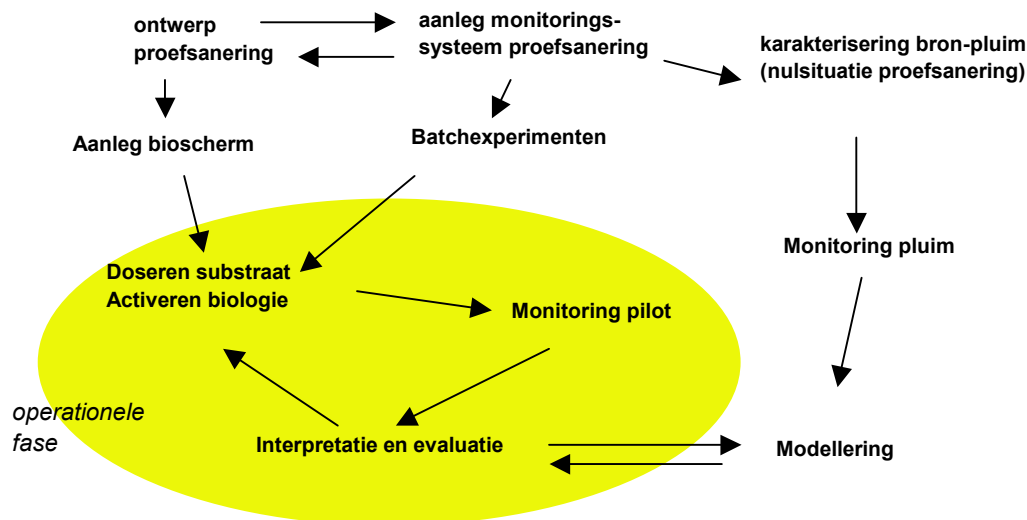 ontwerp
proefsanering
aanleg monitorings-
systeem proefsanering
karakterisering bron-pluim
(nulsituatie proefsanering)
Aanleg bioscherm
Batchexperimenten
Monitoring pluim
Doseren substraat
Activeren biologie
Monitoring pilot
operationele
fase
Interpretatie en evaluatie
Modellering